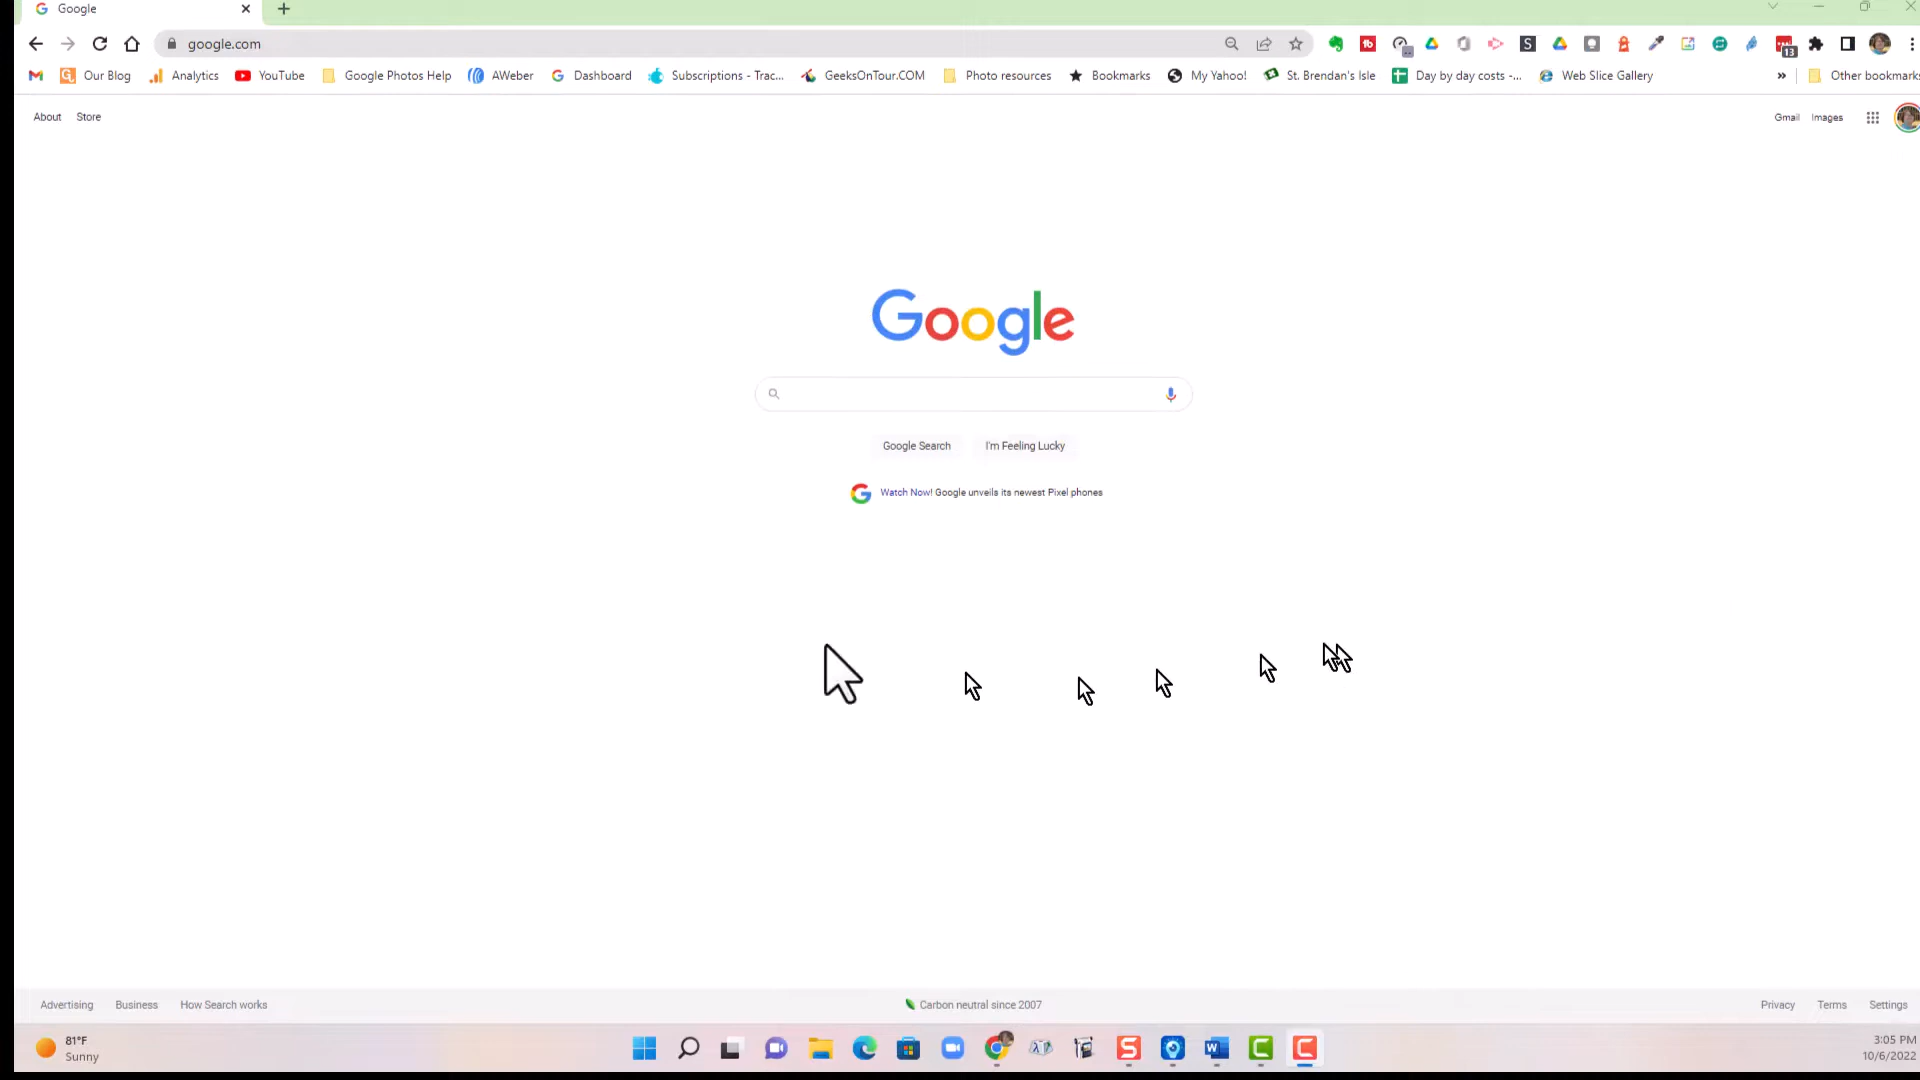 Google
google.com
Our Blog
Analytics
YouTube
Google Photos Help
AWeber
Dashboard
Subscriptions - Trac...
GeeksOnTour.COM
Photo resources
Bookmarks
My Yahoo!
St. Brendan's Isle
Day by day costs -...
Web Slice Gallery
»
Other bookmarks
13
About
Store
Gmail
Images
Google
Google Search
I'm Feeling Lucky
Watch Now! Google unveils its newest Pixel phones
Advertising
Business
How Search works
Carbon neutral since 2007
Privacy
Terms
Settings
81°F
Sunny
3:05 PM
10/6/2022